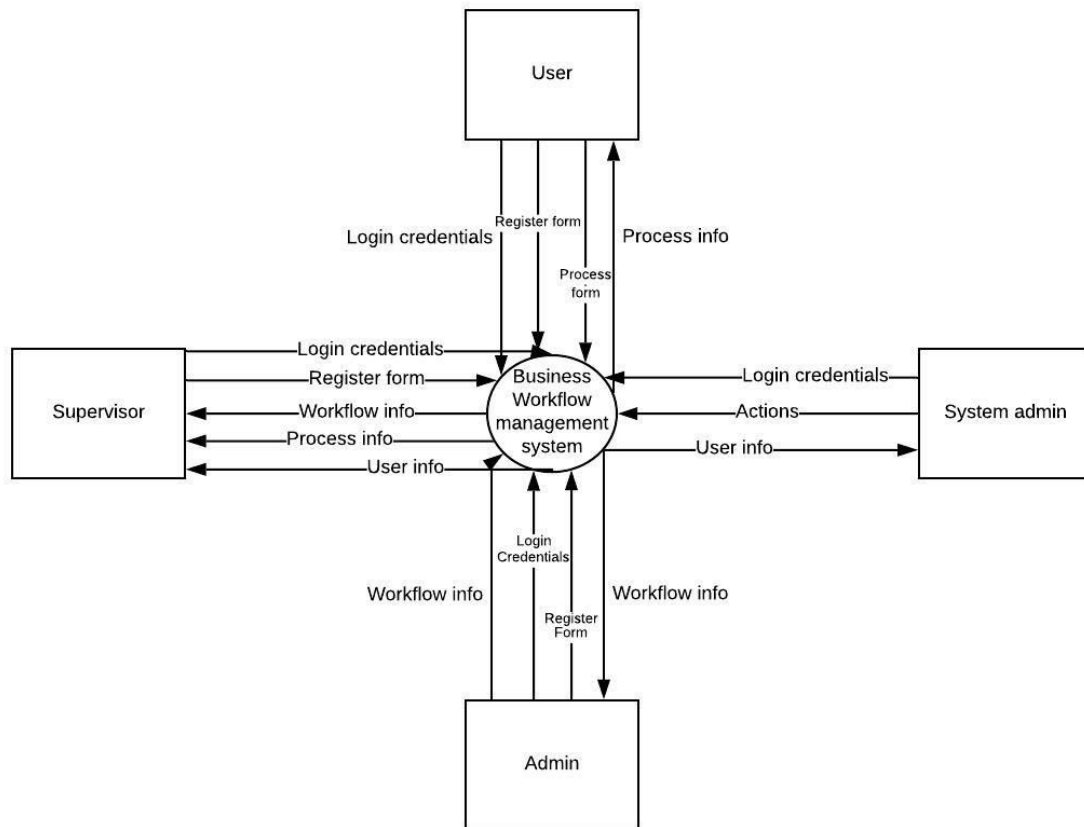 User
Register form
Login credentials
Process info
Process
form
Login credentials
Register form
Workflow info
Process info
User info
Supervisor
Business
Workflow
management
system
Login credentials
Actions
User info
System admin
Login
Credentials
Workflow info
Workflow info
Register
Form
Admin